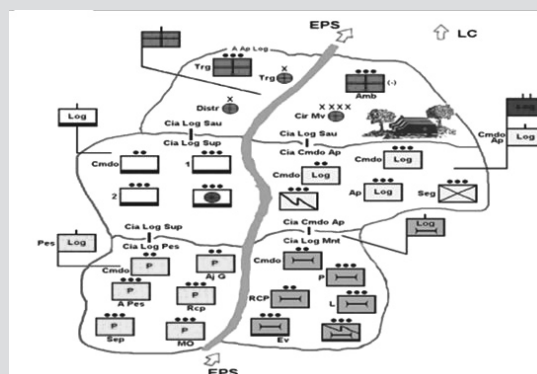 EPS
LC
A Ap Log
Trg
Trg
X
(-)
Amb
Distr
X
Cir Mv
X X X X
Cia Log Sau
Cia Log Sup
Cia Log Sau
Cia Cmdo Ap
Log
Log
Cmdo
Ap
Log
Cmdo
1
2
Cmdo
Log
Cmdo
Log
Ap
Log
Seg
Cia Log Sup
Cia Log Pes
Cia Cmdo Ap
Cia Log Mnt
Log
Pes
Log
Cmdo
P
Aj G
P
A Pes
P
Rcp
P
Sep
P
MO
P
Cmdo
P
RCP
L
Ev
EPS